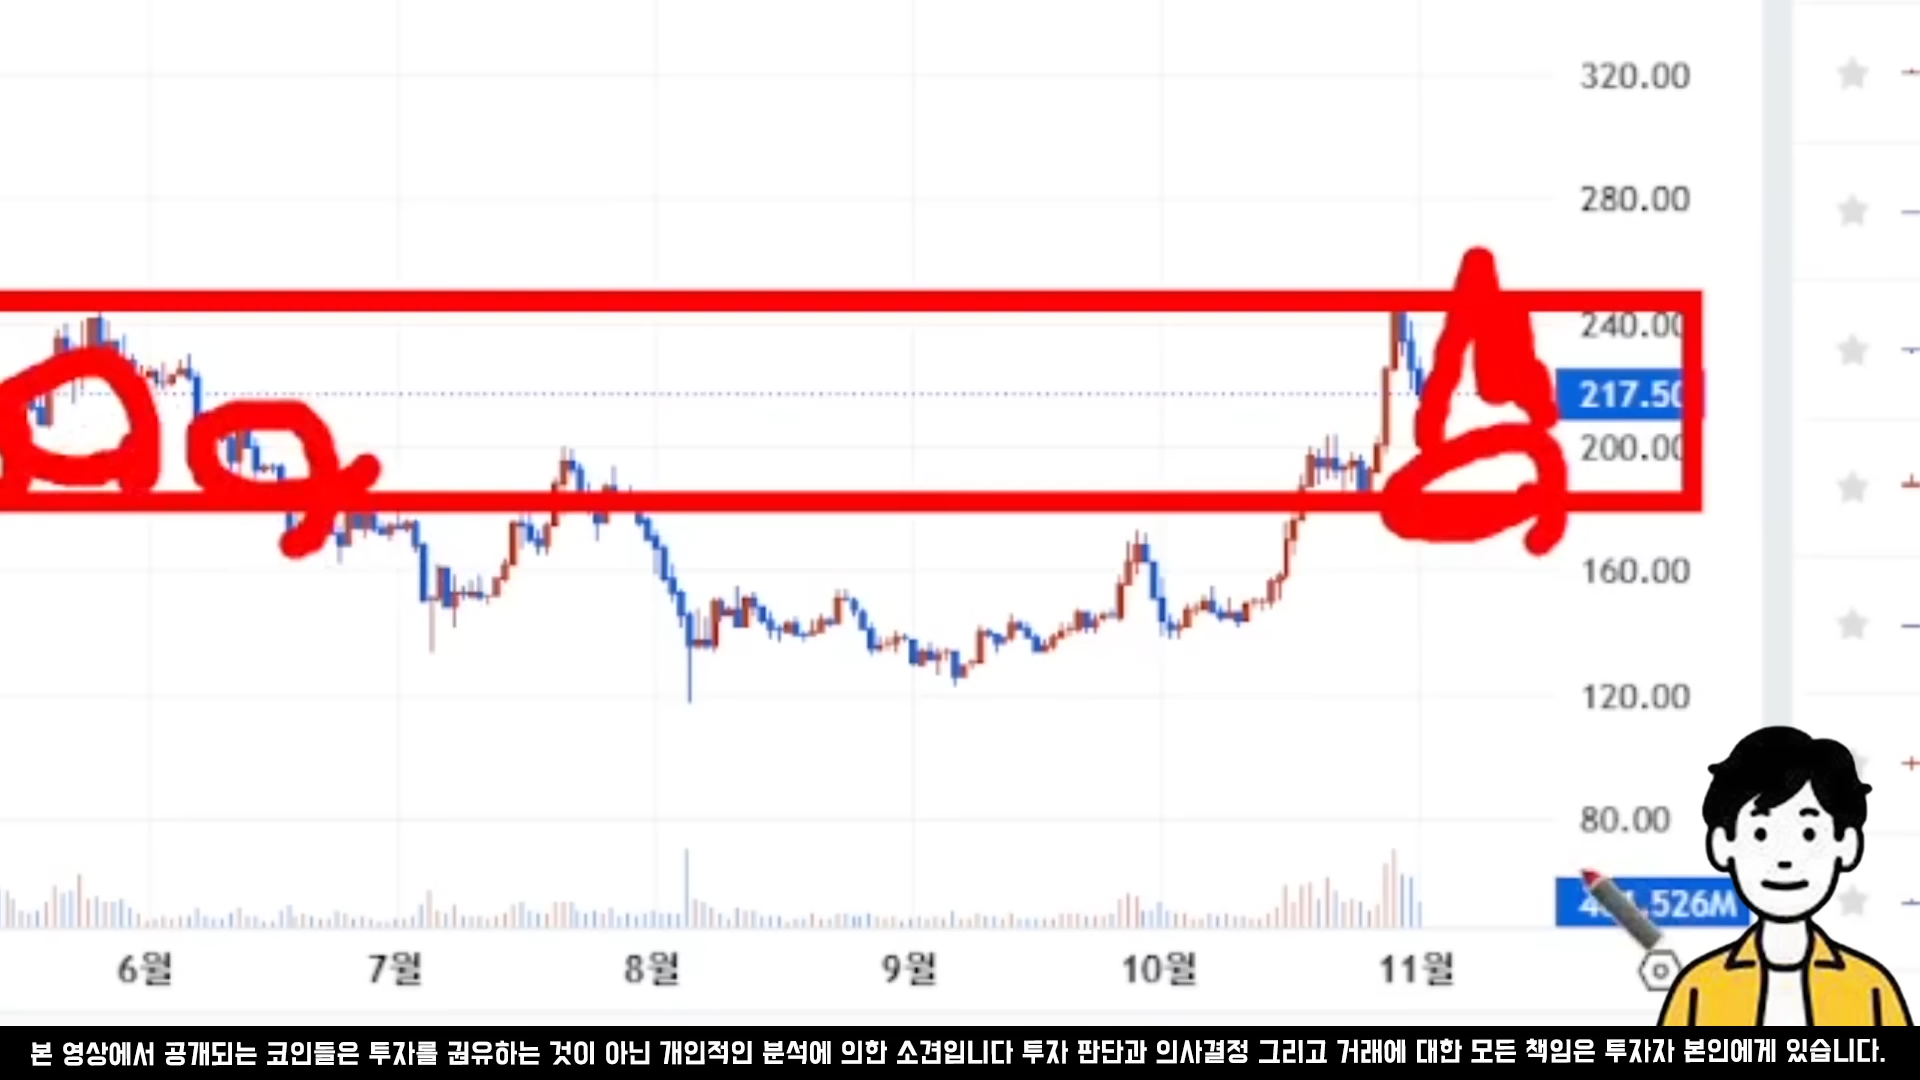 320.00
280.00
240.00
217.50
200.00
160.00
120.00
80.00
.526M
6월 7월 8월 9월 10월 11월
본 영상에서 공개되는 코인들은 투자를 권유하는 것이 아닌 개인적인 분석에 의한 소견입니다 투자 판단과 의사결정 그리고 거래에 대한 모든 책임은 투자자 본인에게 있습니다.